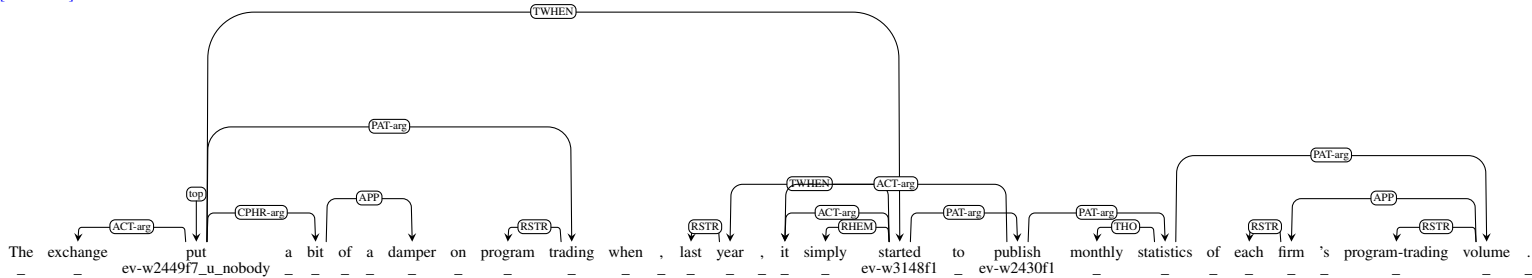 TWHEN
PAT-arg
PAT-arg
TWHEN ACT-arg
top APP APP
CPHR-arg ACT-arg PAT-arg PAT-arg
ACT-arg RSTR RSTR RHEM THO RSTR RSTR
The exchange put a bit of a damper on program trading when , last year , it simply started to publish monthly statistics of each firm 's program-trading volume .
_ _ ev-w2449f7_u_nobody _ _ _ _ _ _ _ _ _ _ _ _ _ _ _ ev-w3148f1 _ ev-w2430f1 _ _ _ _ _ _ _ _ _